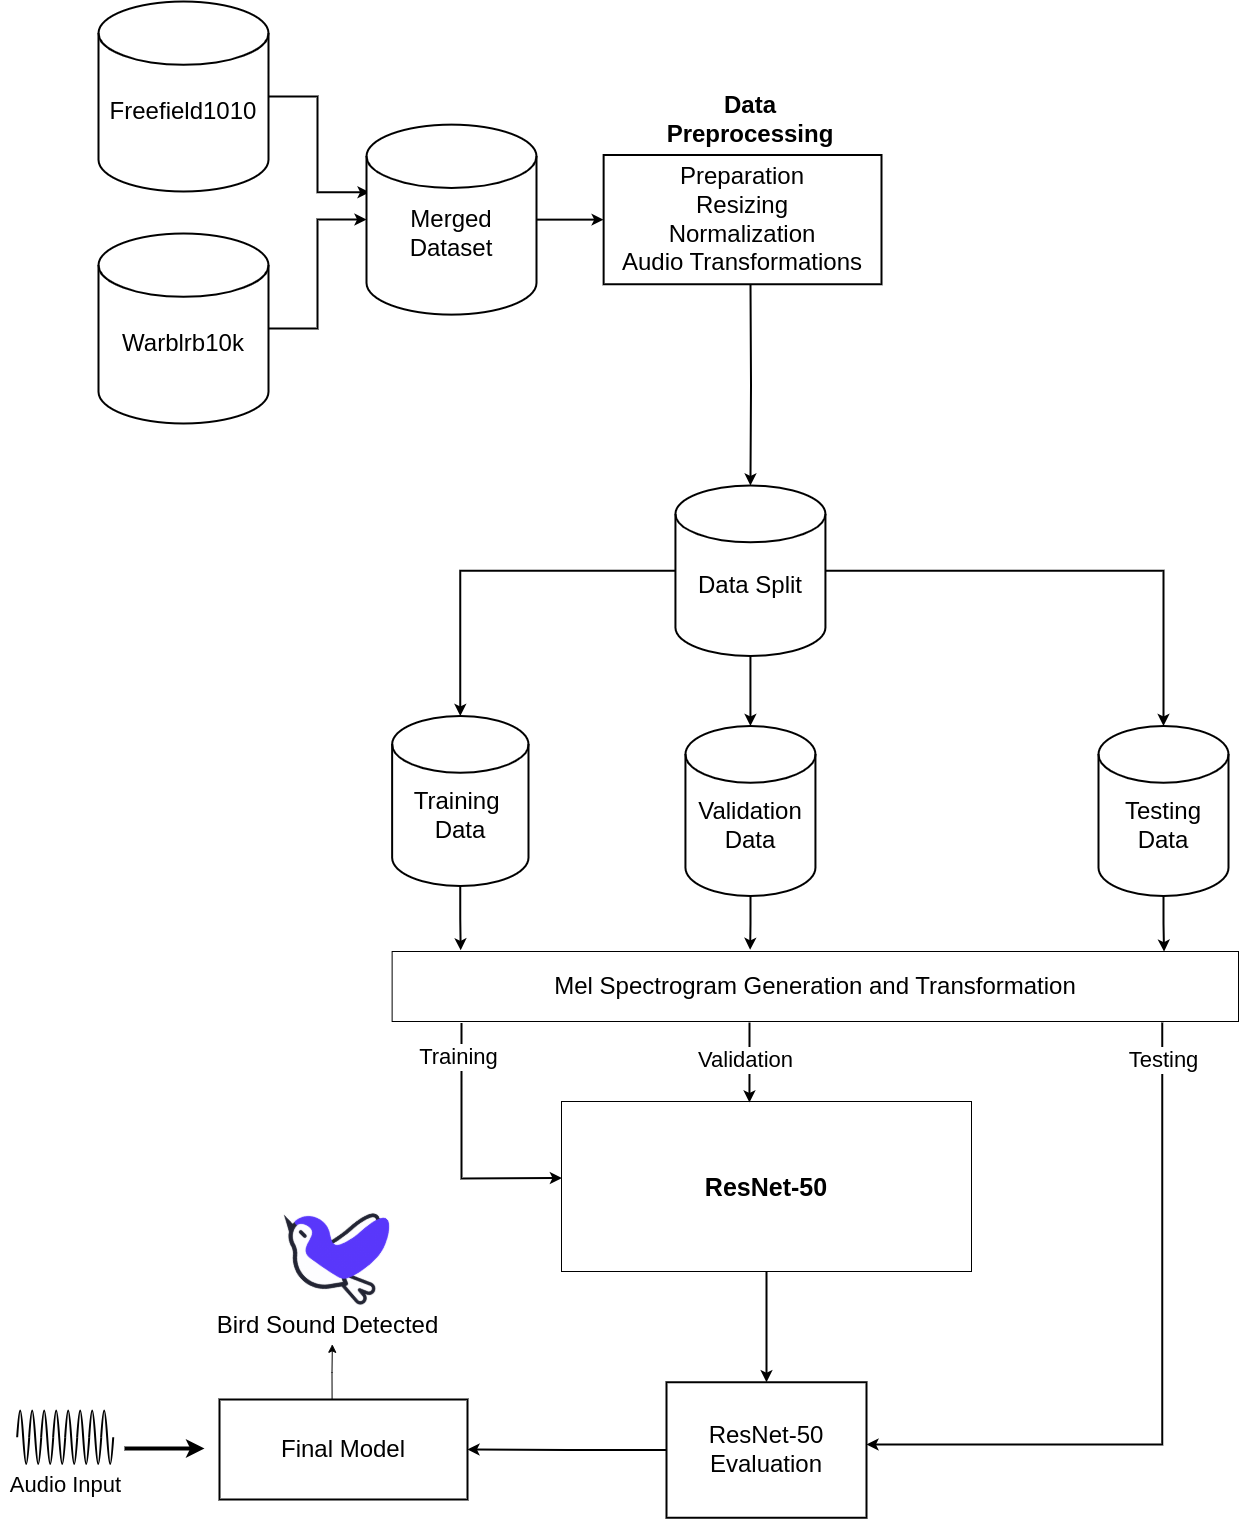 Freefield1010
Data
Preprocessing
Preparation
Resizing
Normalization
Audio Transformations
Merged
Dataset
Warblrb10k
Data Split
Training
Data
Validation
Data
Testing
Data
Mel Spectrogram Generation and Transformation
Training
Validation
Testing
ResNet-50
Bird Sound Detected
ResNet-50
Evaluation
Final Model
Audio Input